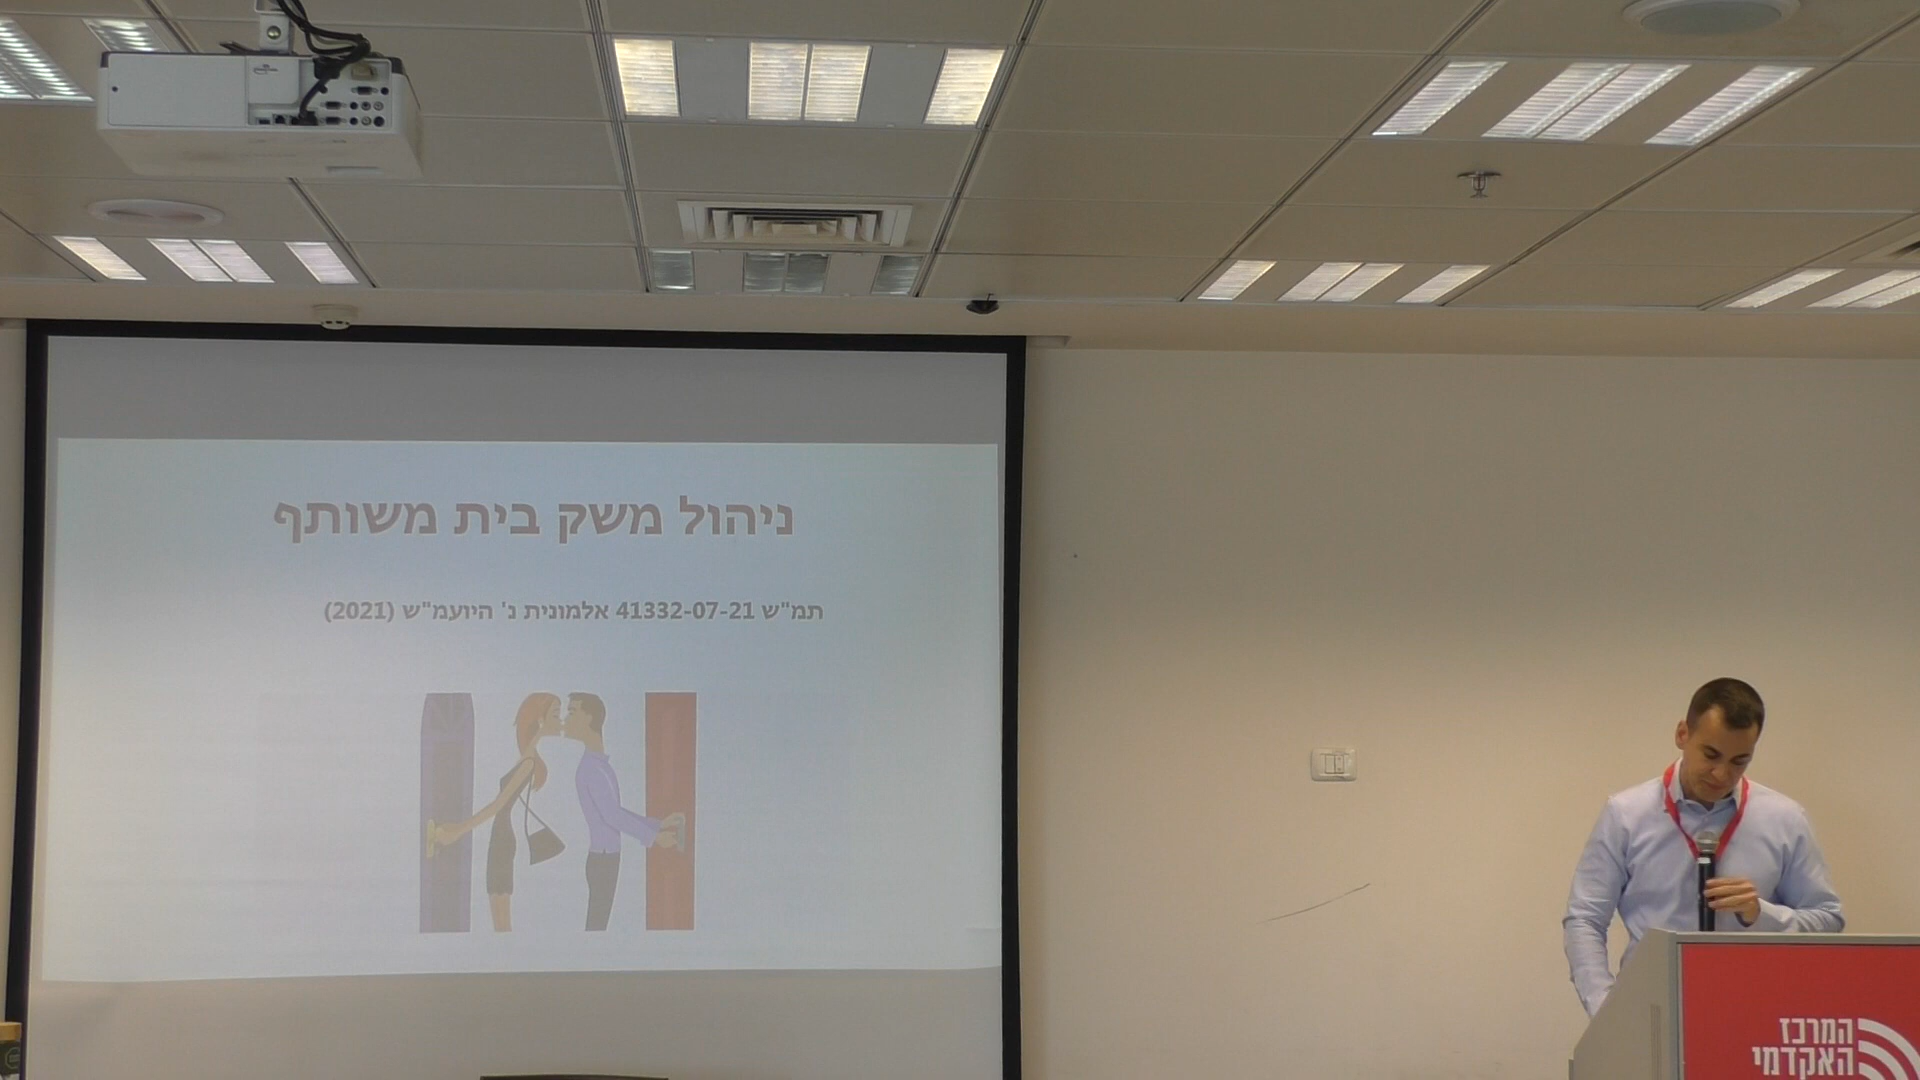 ניהול משק בית משותף
תמ"ש 41332-07-21 אלמונית נ' היועמ"ש (2021)
המרכז
האקדמי